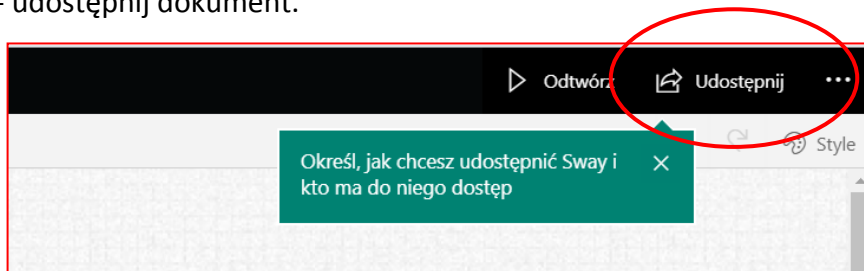 - udostępnij dokument.
Odtwórz Udostępnij ...
Style
Określ, jak chcesz udostępnić Sway i
kto ma do niego dostęp